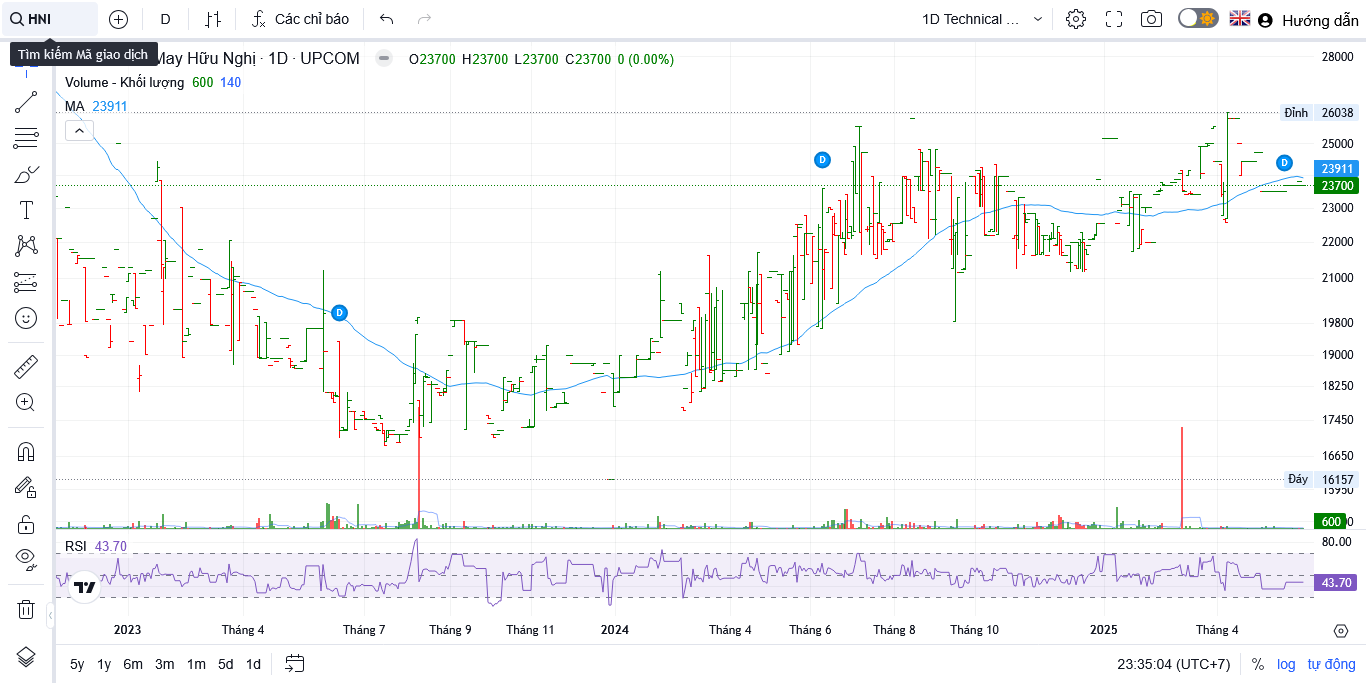 HNI
D
Các chỉ báo
1D Technical ...
Hướng dẫn
Tìm kiếm Mã giao dịch
May Hữu Nghị · 1D · UPCOM
O23700 H23700 L23700 C23700 0 (0.00%)
Volume - Khối lượng 600 140
MA 23911
28000
Đỉnh 26038
25000
D
D
23911
23700
23000
22000
21000
D
19800
19000
18250
17450
16650
Đáy 16157
15950
600
RSI 43.70
80.00
43.70
2023 Tháng 4 Tháng 7 Tháng 9 Tháng 11 2024 Tháng 4 Tháng 6 Tháng 8 Tháng 10 2025 Tháng 4
5y 1y 6m 3m 1m 5d 1d
23:35:04 (UTC+7) % log tự động